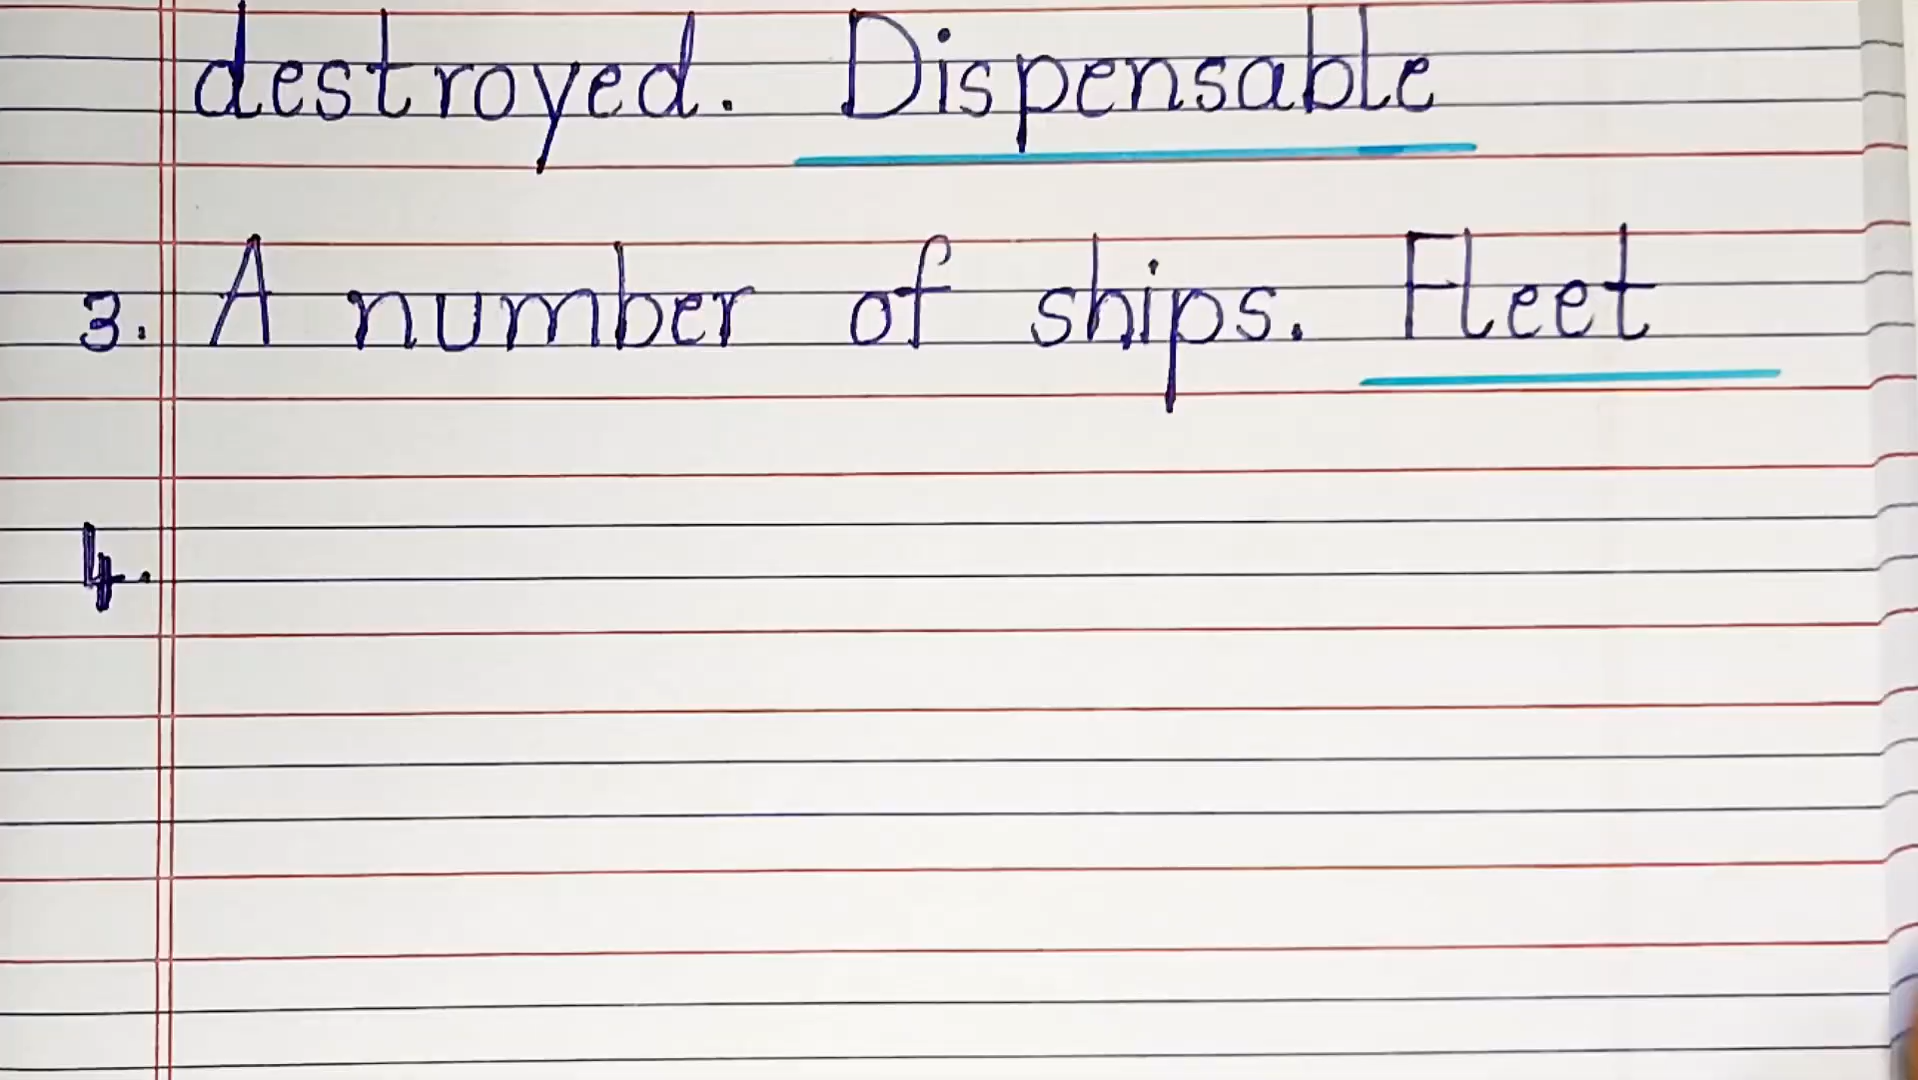 destroyed. Dispensable
3. A number of ships. Fleet
4.